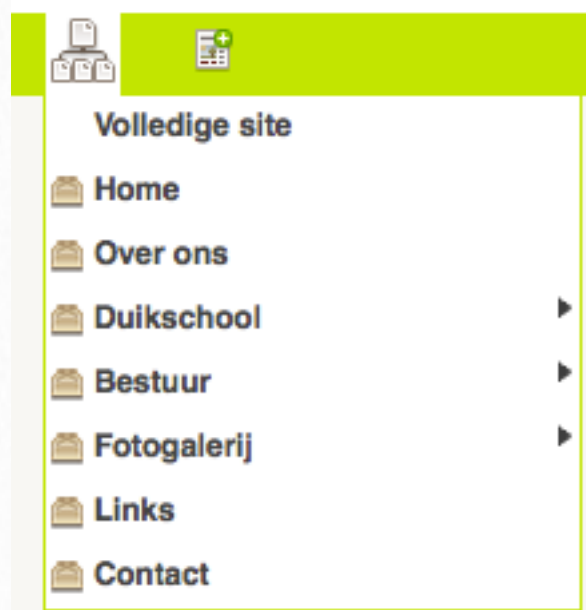 Volledige site
Home
Over ons
Duikschool
Bestuur
Fotogalerij
Links
Contact